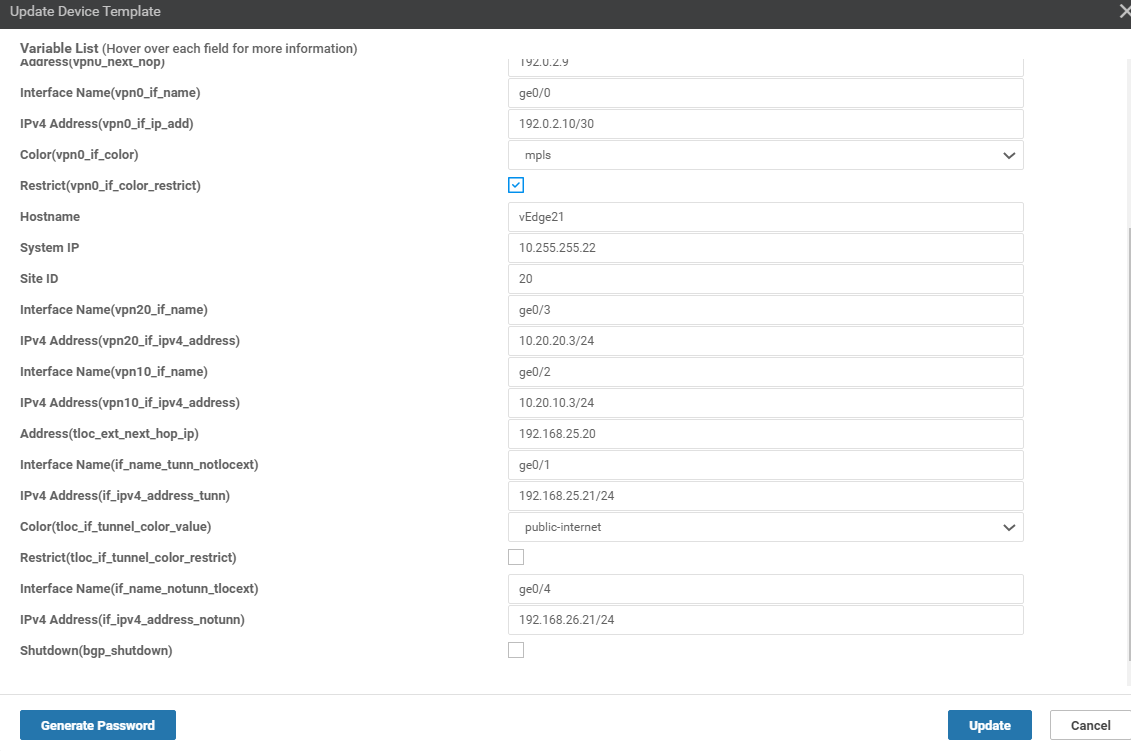 Update Device Template
Variable List (Hover over each field for more information)
Address(vpn0_next_hop) 192.0.2.9
Interface Name(vpn0_if_name) ge0/0
IPv4 Address(vpn0_if_ip_add) 192.0.2.10/30
Color(vpn0_if_color) mpls
Restrict(vpn0_if_color_restrict)
Hostname vEdge21
System IP 10.255.255.22
Site ID 20
Interface Name(vpn20_if_name) ge0/3
IPv4 Address(vpn20_if_ipv4_address) 10.20.20.3/24
Interface Name(vpn10_if_name) ge0/2
IPv4 Address(vpn10_if_ipv4_address) 10.20.10.3/24
Address(tloc_ext_next_hop_ip) 192.168.25.20
Interface Name(if_name_tunn_notlocext) ge0/1
IPv4 Address(if_ipv4_address_tunn) 192.168.25.21/24
Color(tloc_if_tunnel_color_value) public-internet
Restrict(tloc_if_tunnel_color_restrict)
Interface Name(if_name_notunn_tlocext) ge0/4
IPv4 Address(if_ipv4_address_notunn) 192.168.26.21/24
Shutdown(bgp_shutdown)
Generate Password Update Cancel